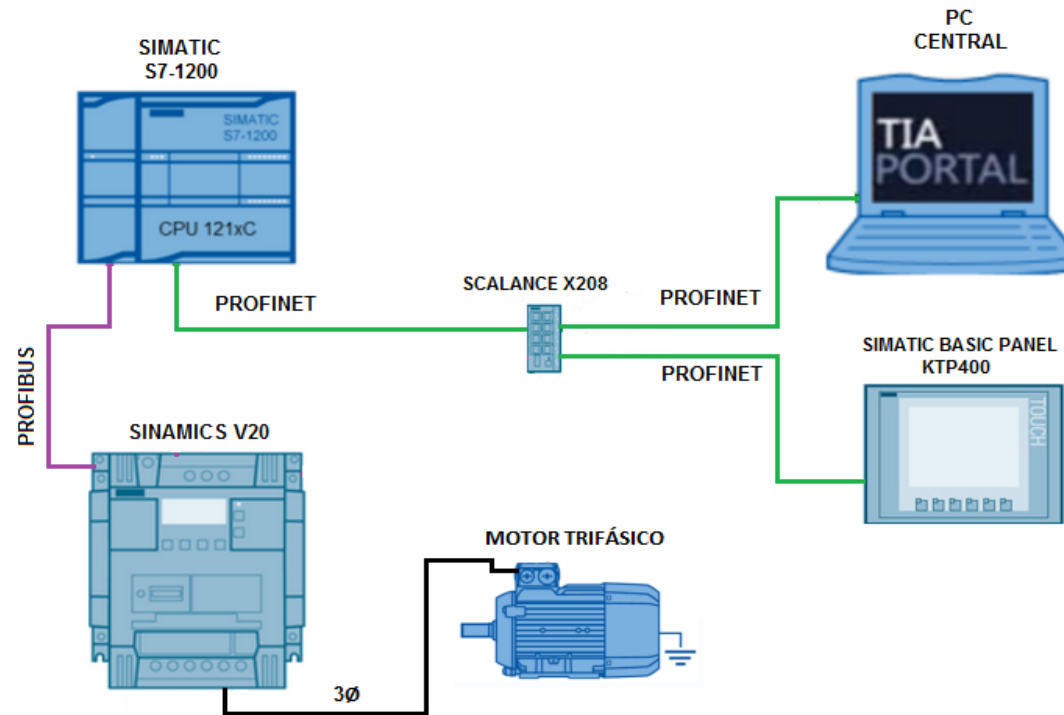 SIMATIC
S7-1200
SIMATIC
S7-1200
CPU 121xC
PC
CENTRAL
TIA
PORTAL
PROFINET
SCALANCE X208
PROFINET
PROFINET
SIMATIC BASIC PANEL
KTP400
TOUCH
PROFIBUS
SINAMICS V20
MOTOR TRIFÁSICO
3Ø